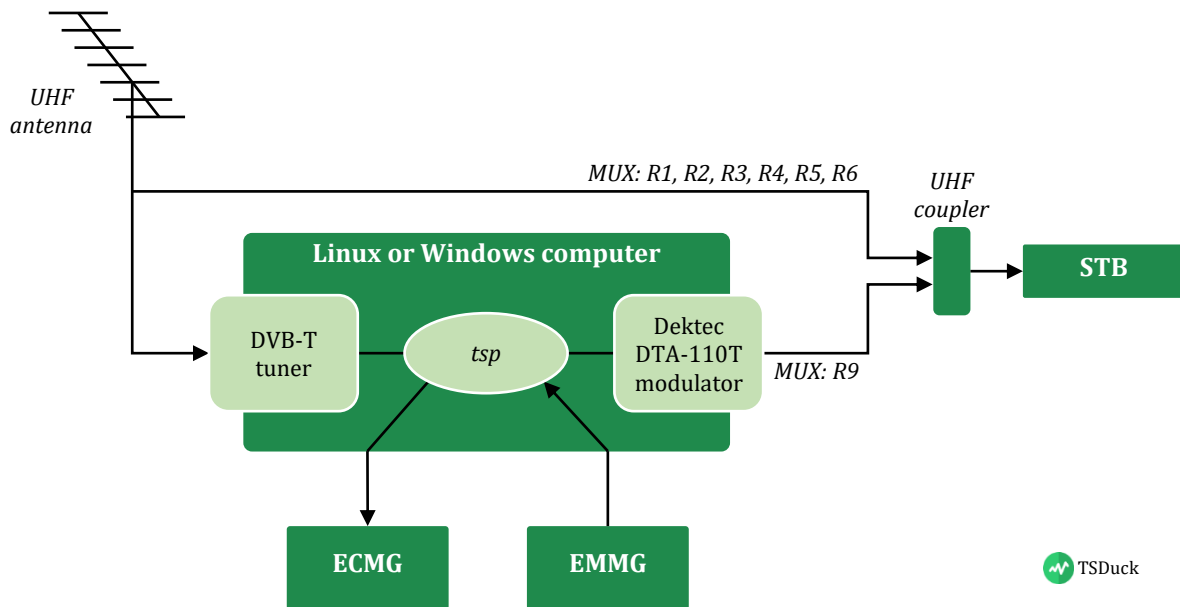 UHF
antenna
MUX: R1, R2, R3, R4, R5, R6
UHF
coupler
Linux or Windows computer
STB
DVB-T
tuner
tsp
Dektec
DTA-110T
modulator
MUX: R9
ECMG
EMMG
TSDuck